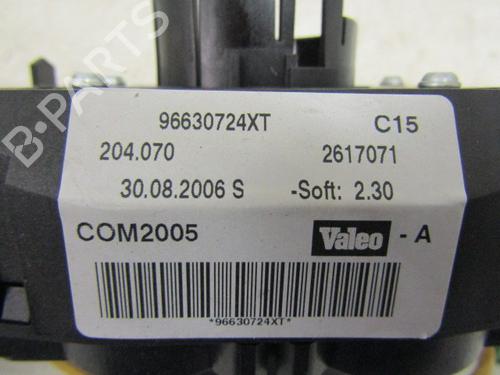 96630724XT C15
204.070 2617071
30.08.2006 S -Soft: 2.30
COM2005 Valeo - A
*96630724XT*
B-PARTS